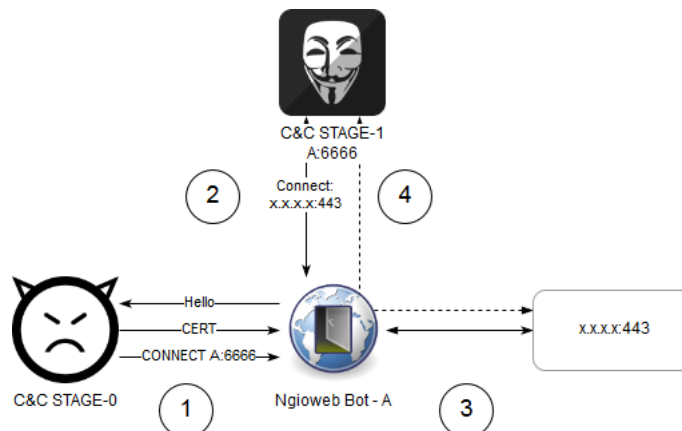 C&C STAGE-1
A:6666
2
Connect:
x.x.x.x:443
4
Hello
CERT
CONNECT A:6666
x.x.x.x:443
C&C STAGE-0
1
Ngioweb Bot - A
3